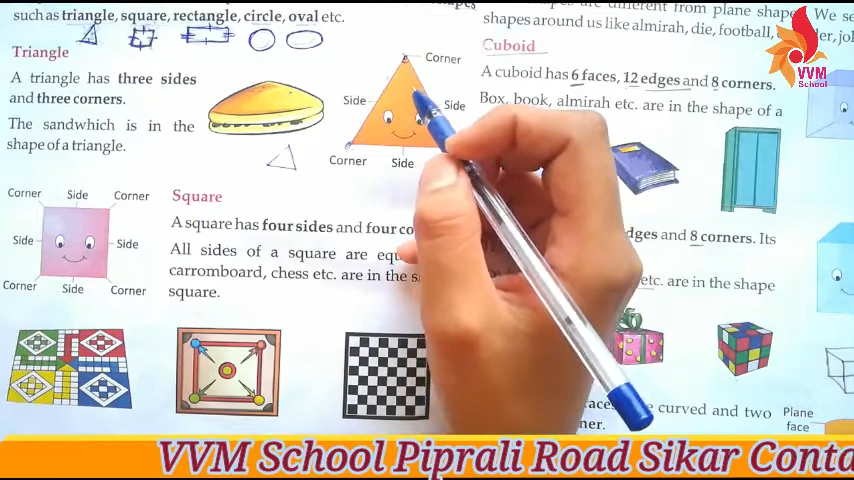 such as triangle, square, rectangle, circle, oval etc.
Triangle
A triangle has three sides
and three corners.
The sandwhich is in the
shape of a triangle.
Corner
Side
Side
Corner
Side
Square
Corner Side Corner
Side
Side
Corner Side Corner
A square has four sides and four
All sides of a square are
carromboard, chess etc. are in the
square.
different from plane
shapes around us like almirah, die, football,
Cuboid
A cuboid has 6 faces, 12 edges and 8 corners.
Box, book, almirah etc. are in the shape of a
and 8 corners. Its
etc. are in the shape
curved and two
Plane
face
VVM
School
VVM School Piprali Road Sikar